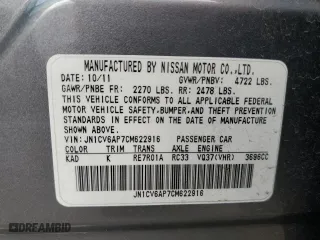 MANUFACTURED BY NISSAN MOTOR CO.,LTD.
DATE: 10/11 GVWR/PNBV: 4722 LBS.
GAWR/PNBE FR: 2270 LBS. RR: 2478 LBS.
THIS VEHICLE CONFORMS TO ALL APPLICABLE FEDERAL
MOTOR VEHICLE SAFETY,BUMPER,AND THEFT PREVENTION
STANDARDS IN EFFECT ON THE DATE OF MANUFACTURE
SHOWN ABOVE.
VIN: JN1CV6AP7CM622916 PASSENGER CAR
COLOR TRIM TRANS AXLE ENGINE
KAD K RE7R01A RC33 VQ37(VHR) 3696CC
JN1CV6AP7CM622916